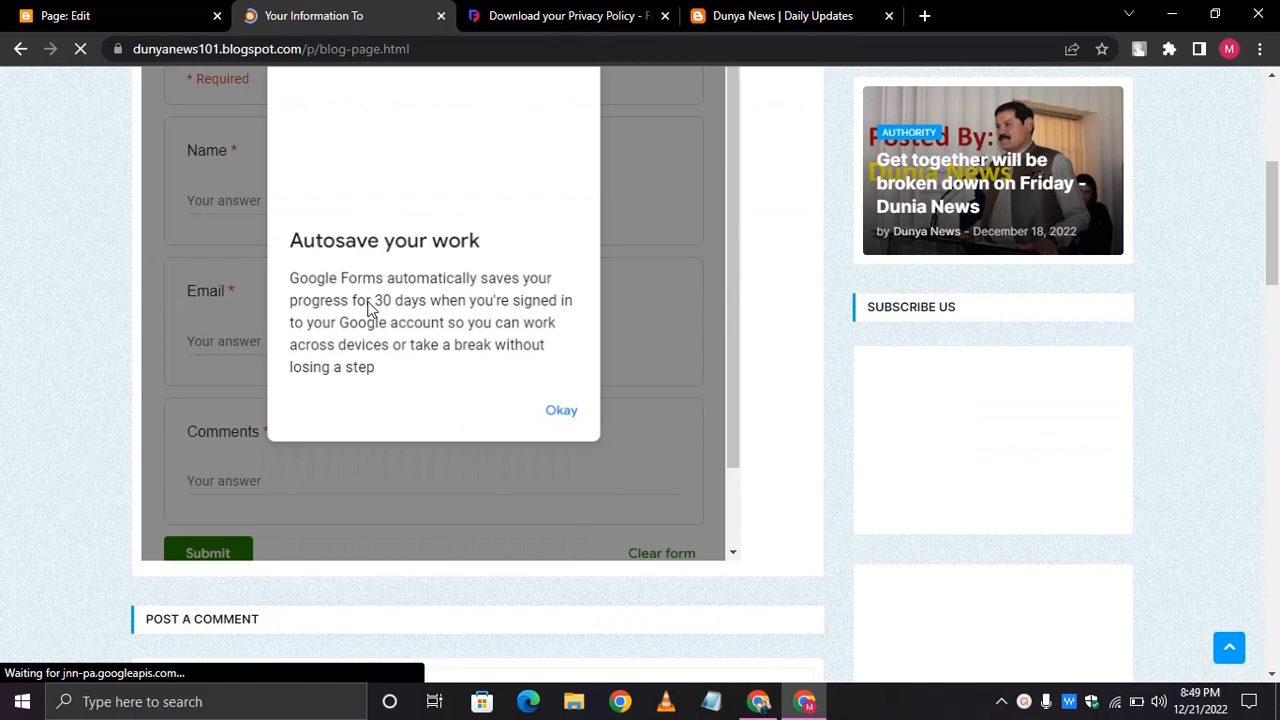 Page: Edit
Your Information To
Download your Privacy Policy - F
Dunya News | Daily Updates
dunyanews101.blogspot.com/p/blog-page.html
M
* Required
Name *
Your answer
Email *
Your answer
Comments *
Your answer
Submit
Clear form
Autosave your work
Google Forms automatically saves your
progress for 30 days when you're signed in
to your Google account so you can work
across devices or take a break without
losing a step
Okay
POST A COMMENT
Posted By:
Dunia News
AUTHORITY
Get together will be
broken down on Friday -
Dunia News
by Dunya News - December 18, 2022
SUBSCRIBE US
Waiting for jnn-pa.googleapis.com...
Type here to search
8:49 PM
12/21/2022